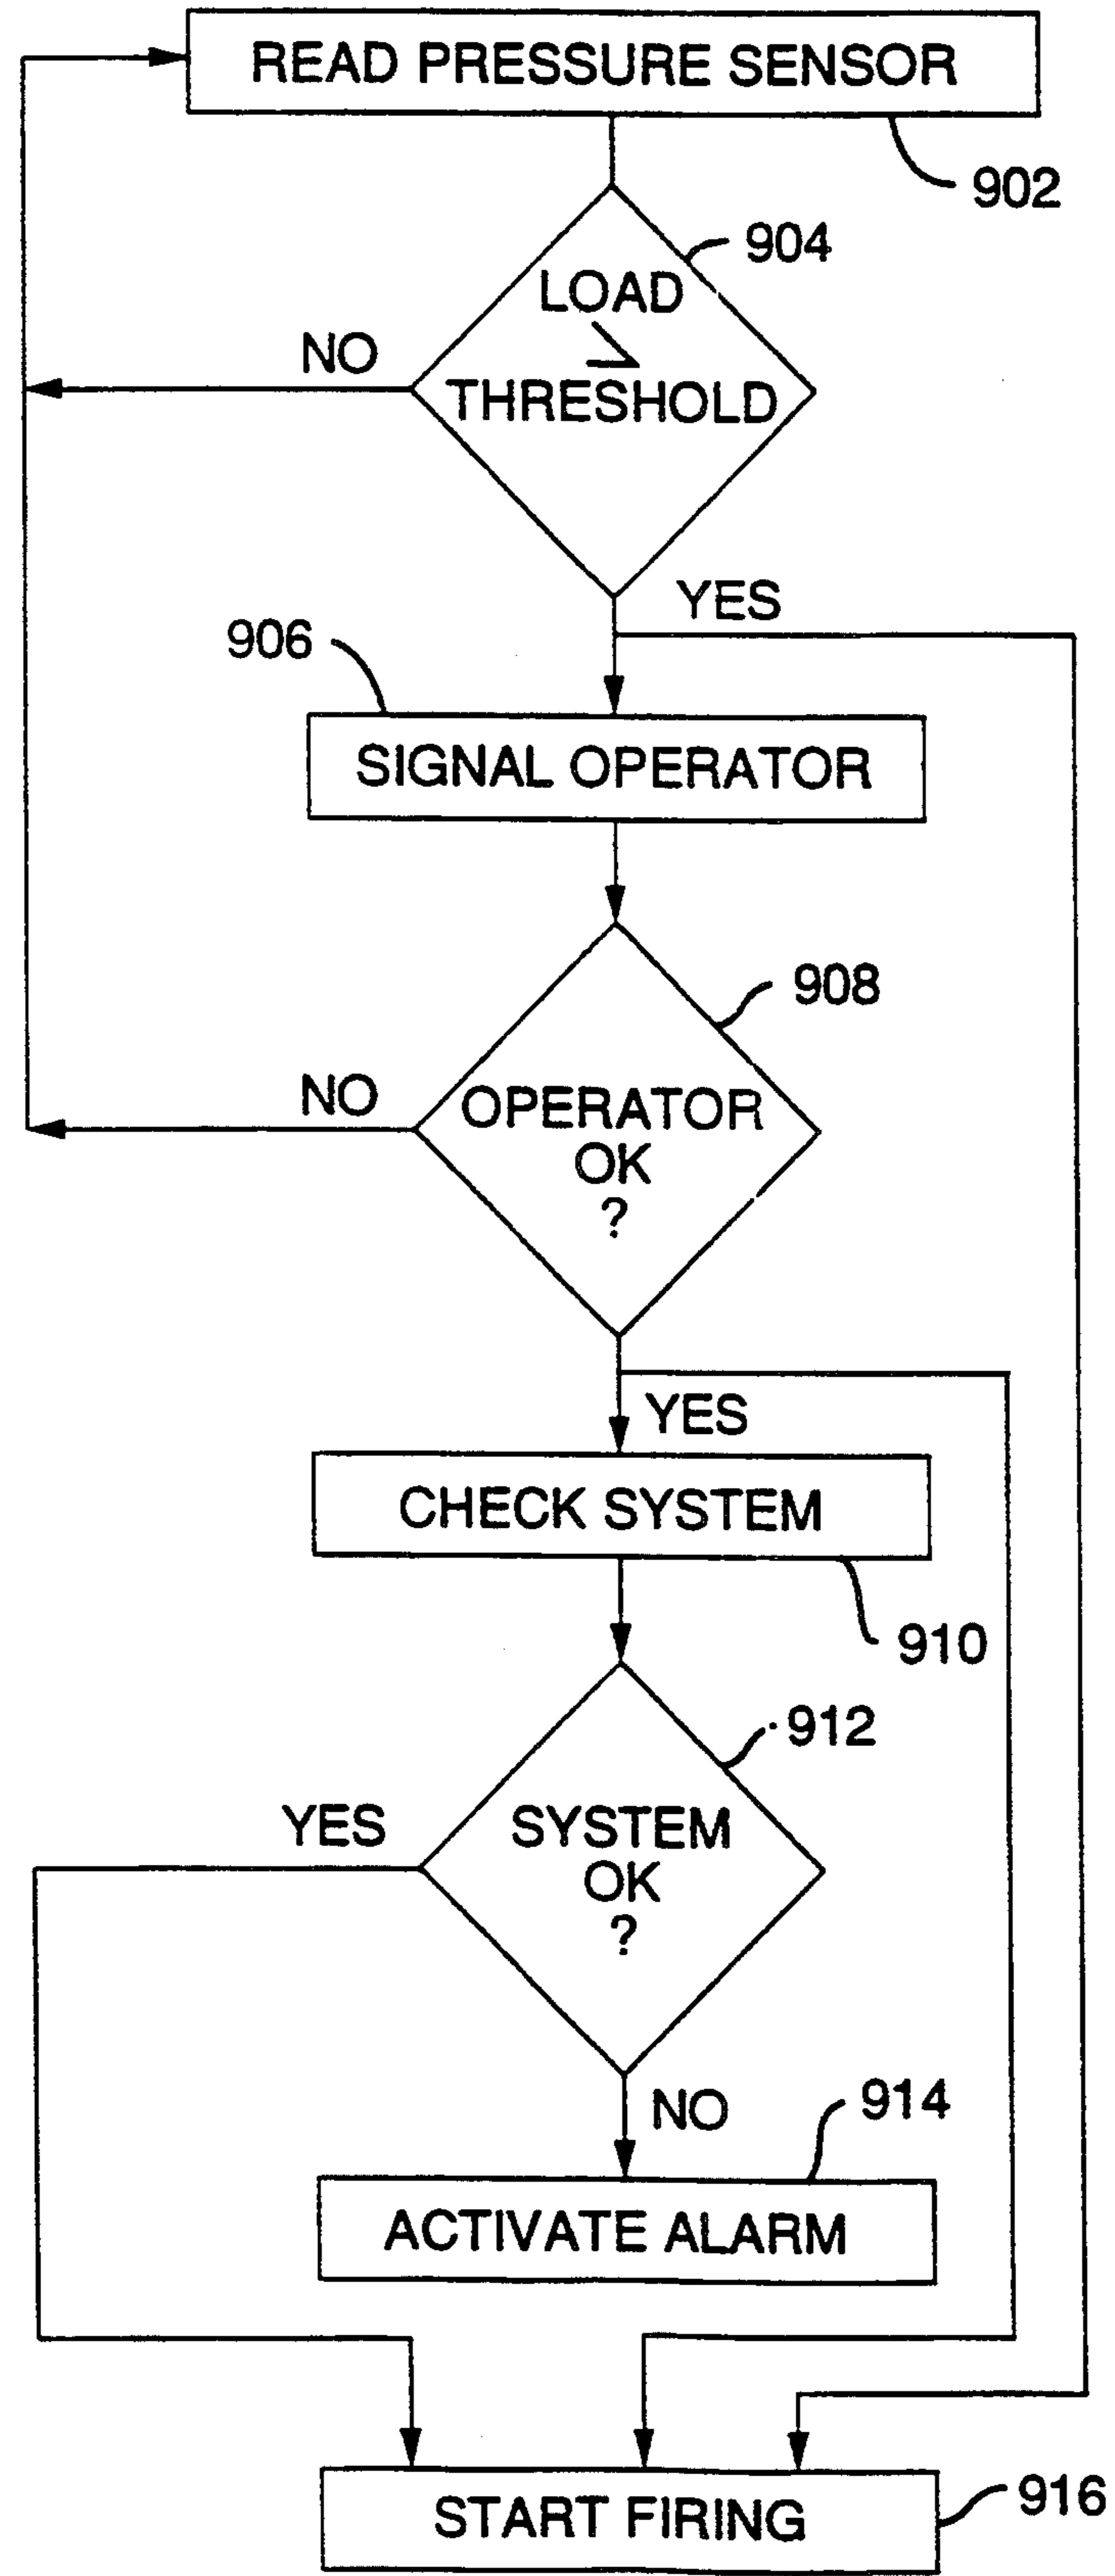 READ PRESSURE SENSOR
902
904
LOAD
>
THRESHOLD
NO
YES
906
SIGNAL OPERATOR
908
NO
OPERATOR
OK
?
YES
CHECK SYSTEM
910
912
YES
SYSTEM
OK
?
NO
914
ACTIVATE ALARM
START FIRING
916